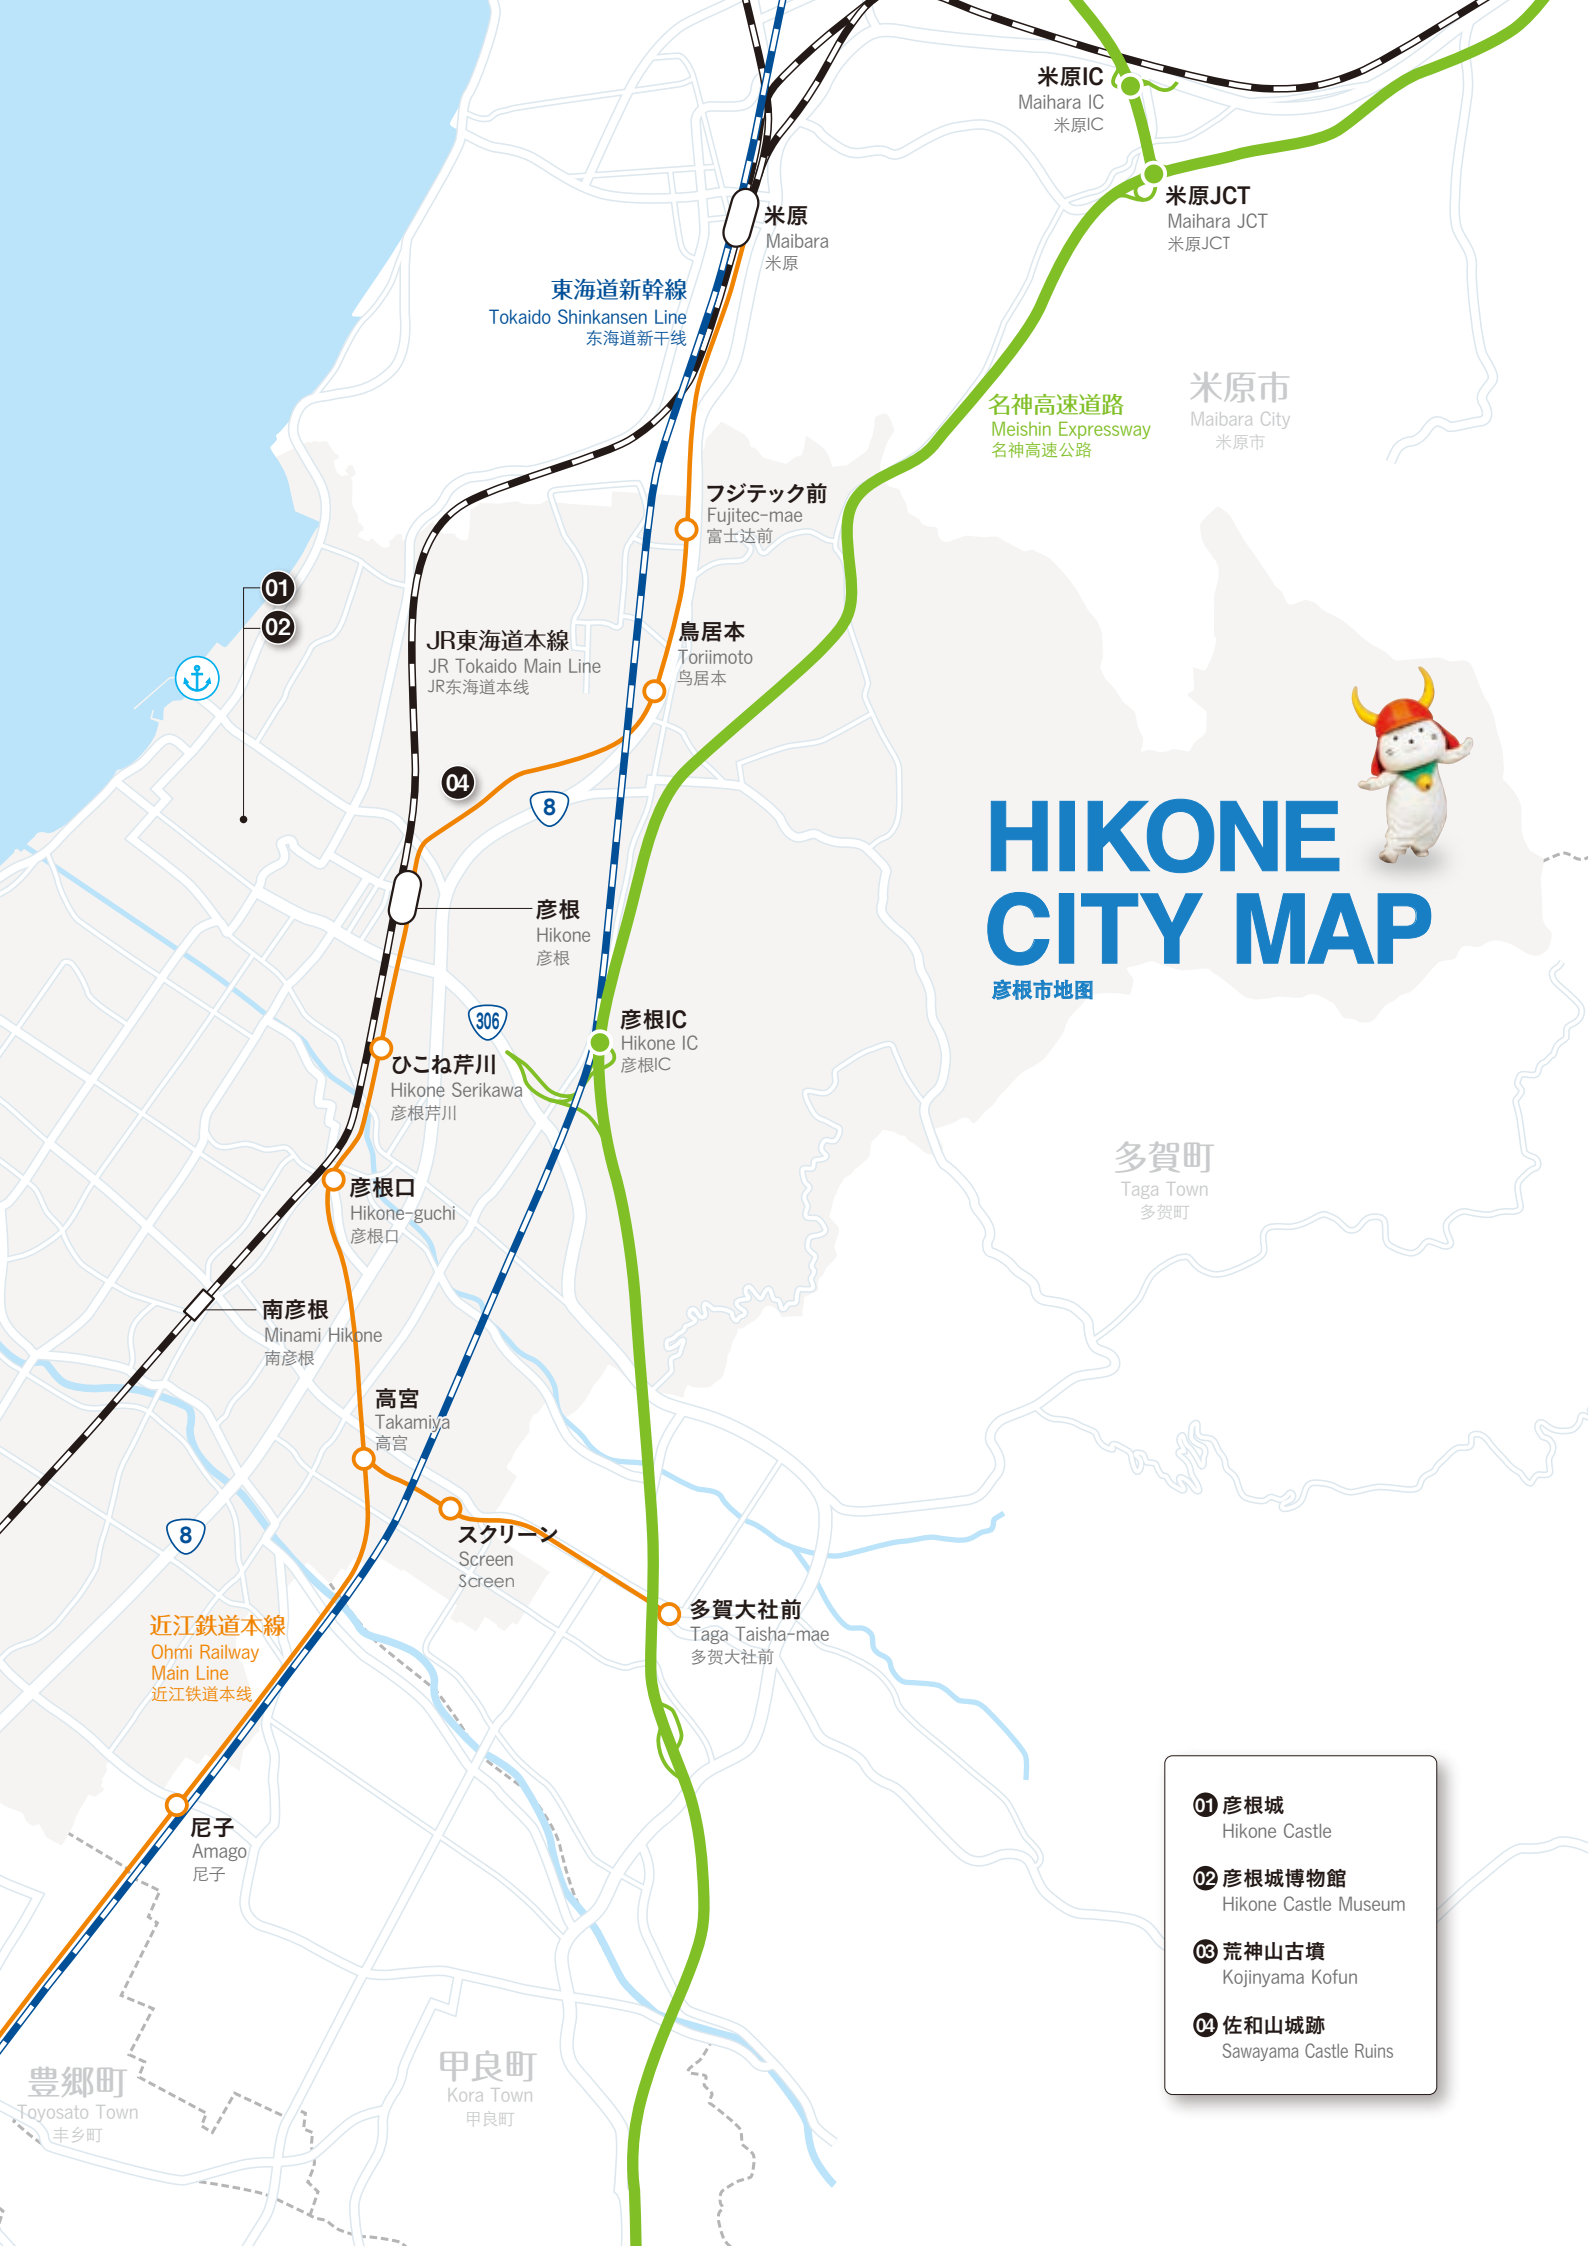 米原IC
Maihara IC
米原IC
米原JCT
Maihara JCT
米原JCT
米原
Maibara
米原
東海道新幹線
Tokaido Shinkansen Line
东海道新干线
米原市
Maibara City
米原市
名神高速道路
Meishin Expressway
名神高速公路
フジテック前
Fujitec-mae
富士达前
01
02
鳥居本
Toriimoto
鸟居本
JR東海道本線
JR Tokaido Main Line
JR东海道本线
04
8
HIKONE
CITY MAP
彦根市地图
彦根
Hikone
彦根
306
彦根IC
Hikone IC
彦根IC
ひこね芹川
Hikone Serikawa
彦根芹川
多賀町
Taga Town
多贺町
彦根口
Hikone-guchi
彦根口
南彦根
Minami Hikone
南彦根
高宮
Takamiya
高宫
8
スクリーン
Screen
Screen
多賀大社前
Taga Taisha-mae
多贺大社前
近江鉄道本線
Ohmi Railway
Main Line
近江铁道本线
尼子
Amago
尼子
01 彦根城
Hikone Castle
02 彦根城博物館
Hikone Castle Museum
03 荒神山古墳
Kojinyama Kofun
04 佐和山城跡
Sawayama Castle Ruins
豊郷町
Toyosato Town
丰乡町
甲良町
Kora Town
甲良町